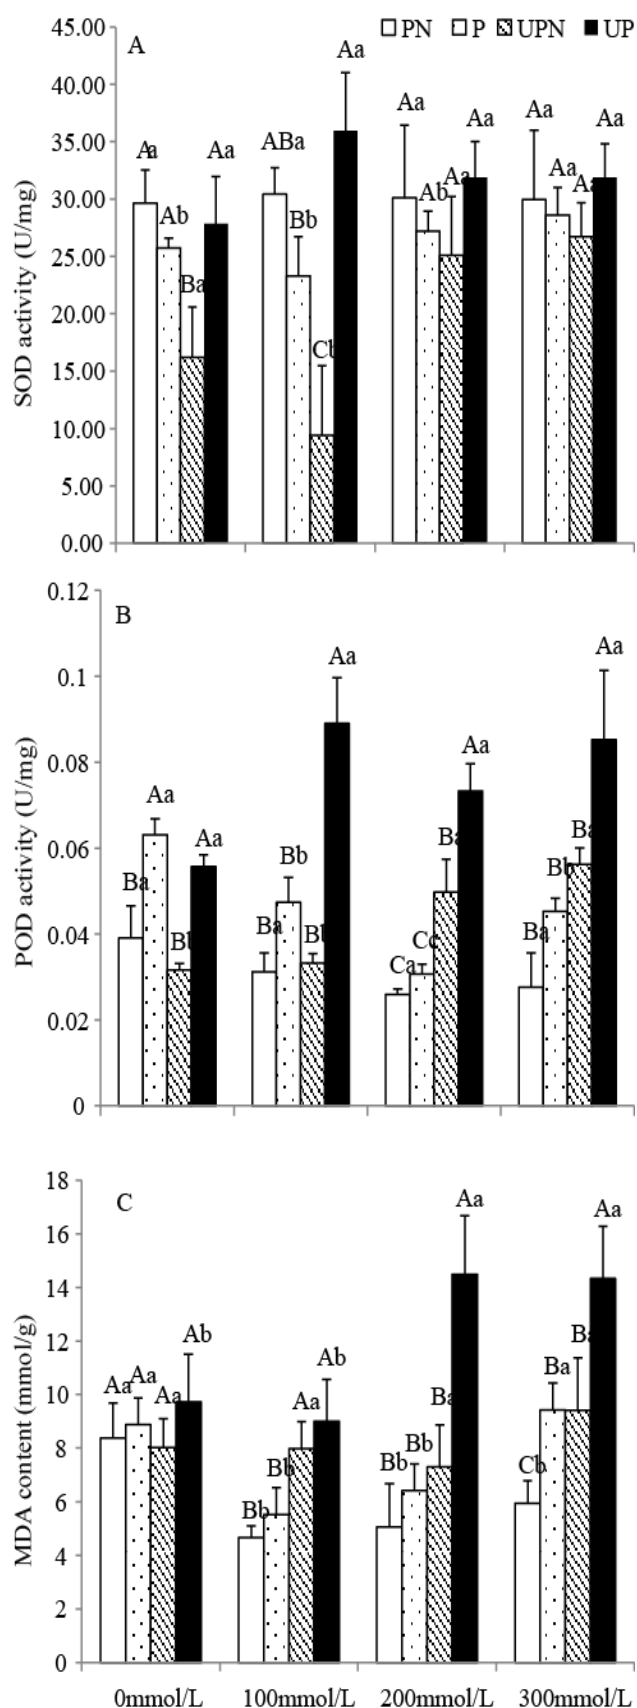 PN P UPN UP
A
45.00
40.00
35.00
30.00
25.00
20.00
15.00
10.00
5.00
0.00
SOD activity (U/mg)
Aa Ab Ba Aa
ABa Bb Cb Aa
Aa Ab Aa Aa
Aa Aa Aa Aa
B
0.12
0.1
0.08
0.06
0.04
0.02
0
POD activity (U/mg)
Ba Aa Bb Aa
Ba Bb Bb Aa
Ca Cc Ba Aa
Ba Bb Ba Aa
C
18
16
14
12
10
8
6
4
2
0
MDA content (mmol/g)
Aa Aa Aa Ab
Bb Bb Aa Ab
Bb Bb Ba Aa
Cb Ba Ba Aa
0mmol/L 100mmol/L 200mmol/L 300mmol/L